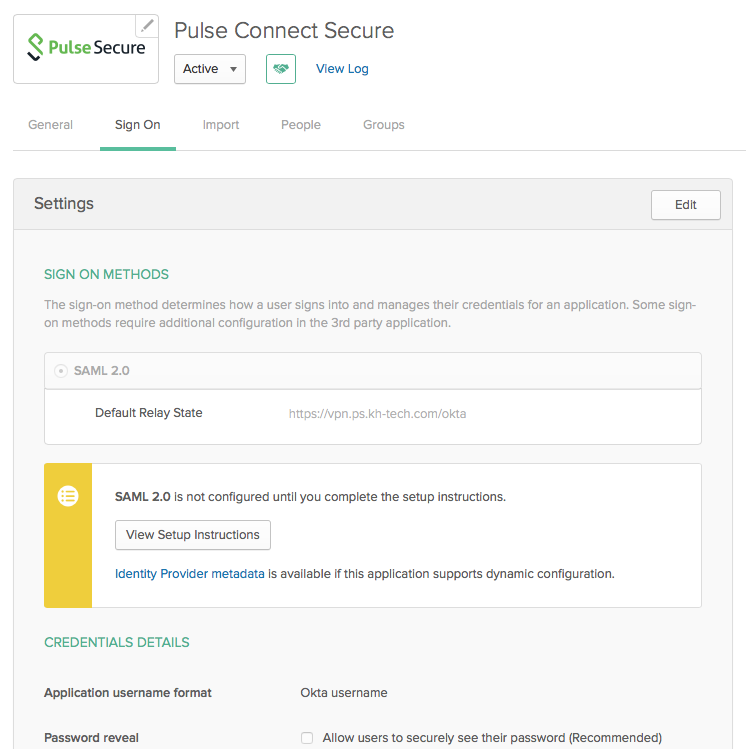 Pulse Secure
Pulse Connect Secure
Active
View Log
General
Sign On
Import
People
Groups
Settings
Edit
SIGN ON METHODS
The sign-on method determines how a user signs into and manages their credentials for an application. Some sign-
on methods require additional configuration in the 3rd party application.
SAML 2.0
Default Relay State
https://vpn.ps.kh-tech.com/okta
SAML 2.0 is not configured until you complete the setup instructions.
View Setup Instructions
Identity Provider metadata is available if this application supports dynamic configuration.
CREDENTIALS DETAILS
Application username format
Okta username
Password reveal
Allow users to securely see their password (Recommended)